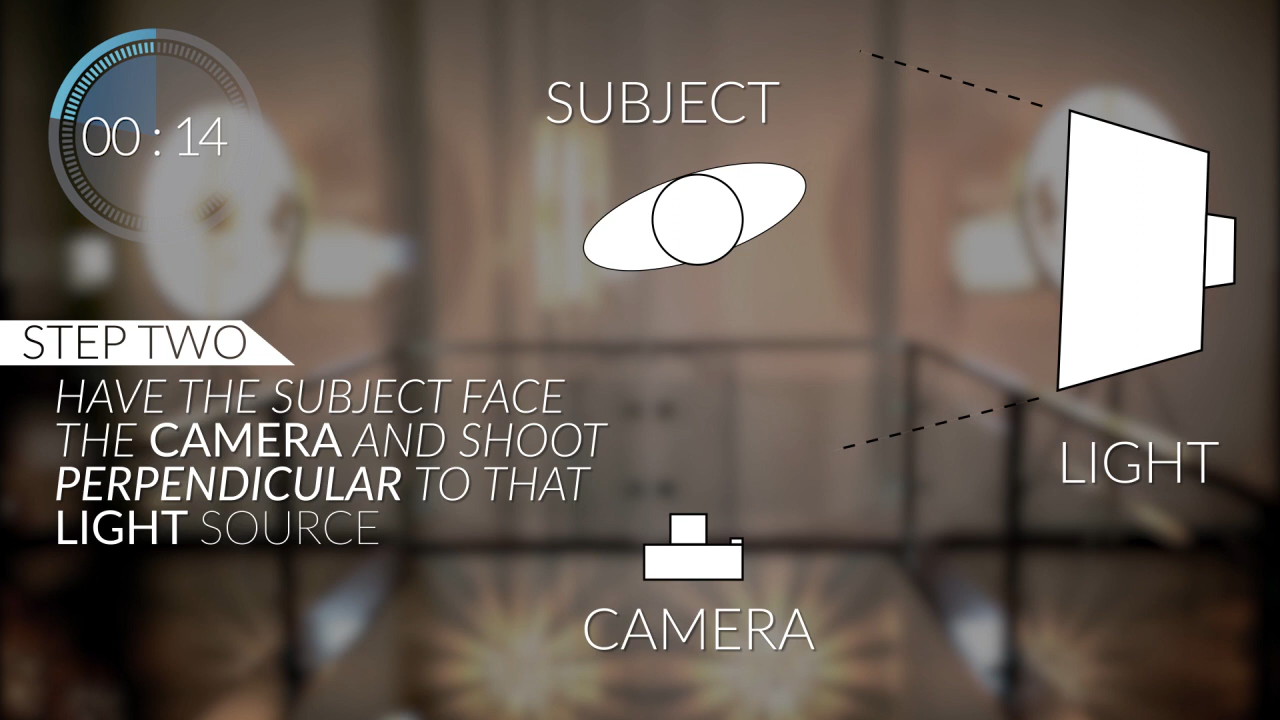 00 : 14
SUBJECT
STEP TWO
HAVE THE SUBJECT FACE
THE CAMERA AND SHOOT
PERPENDICULAR TO THAT
LIGHT SOURCE
LIGHT
CAMERA